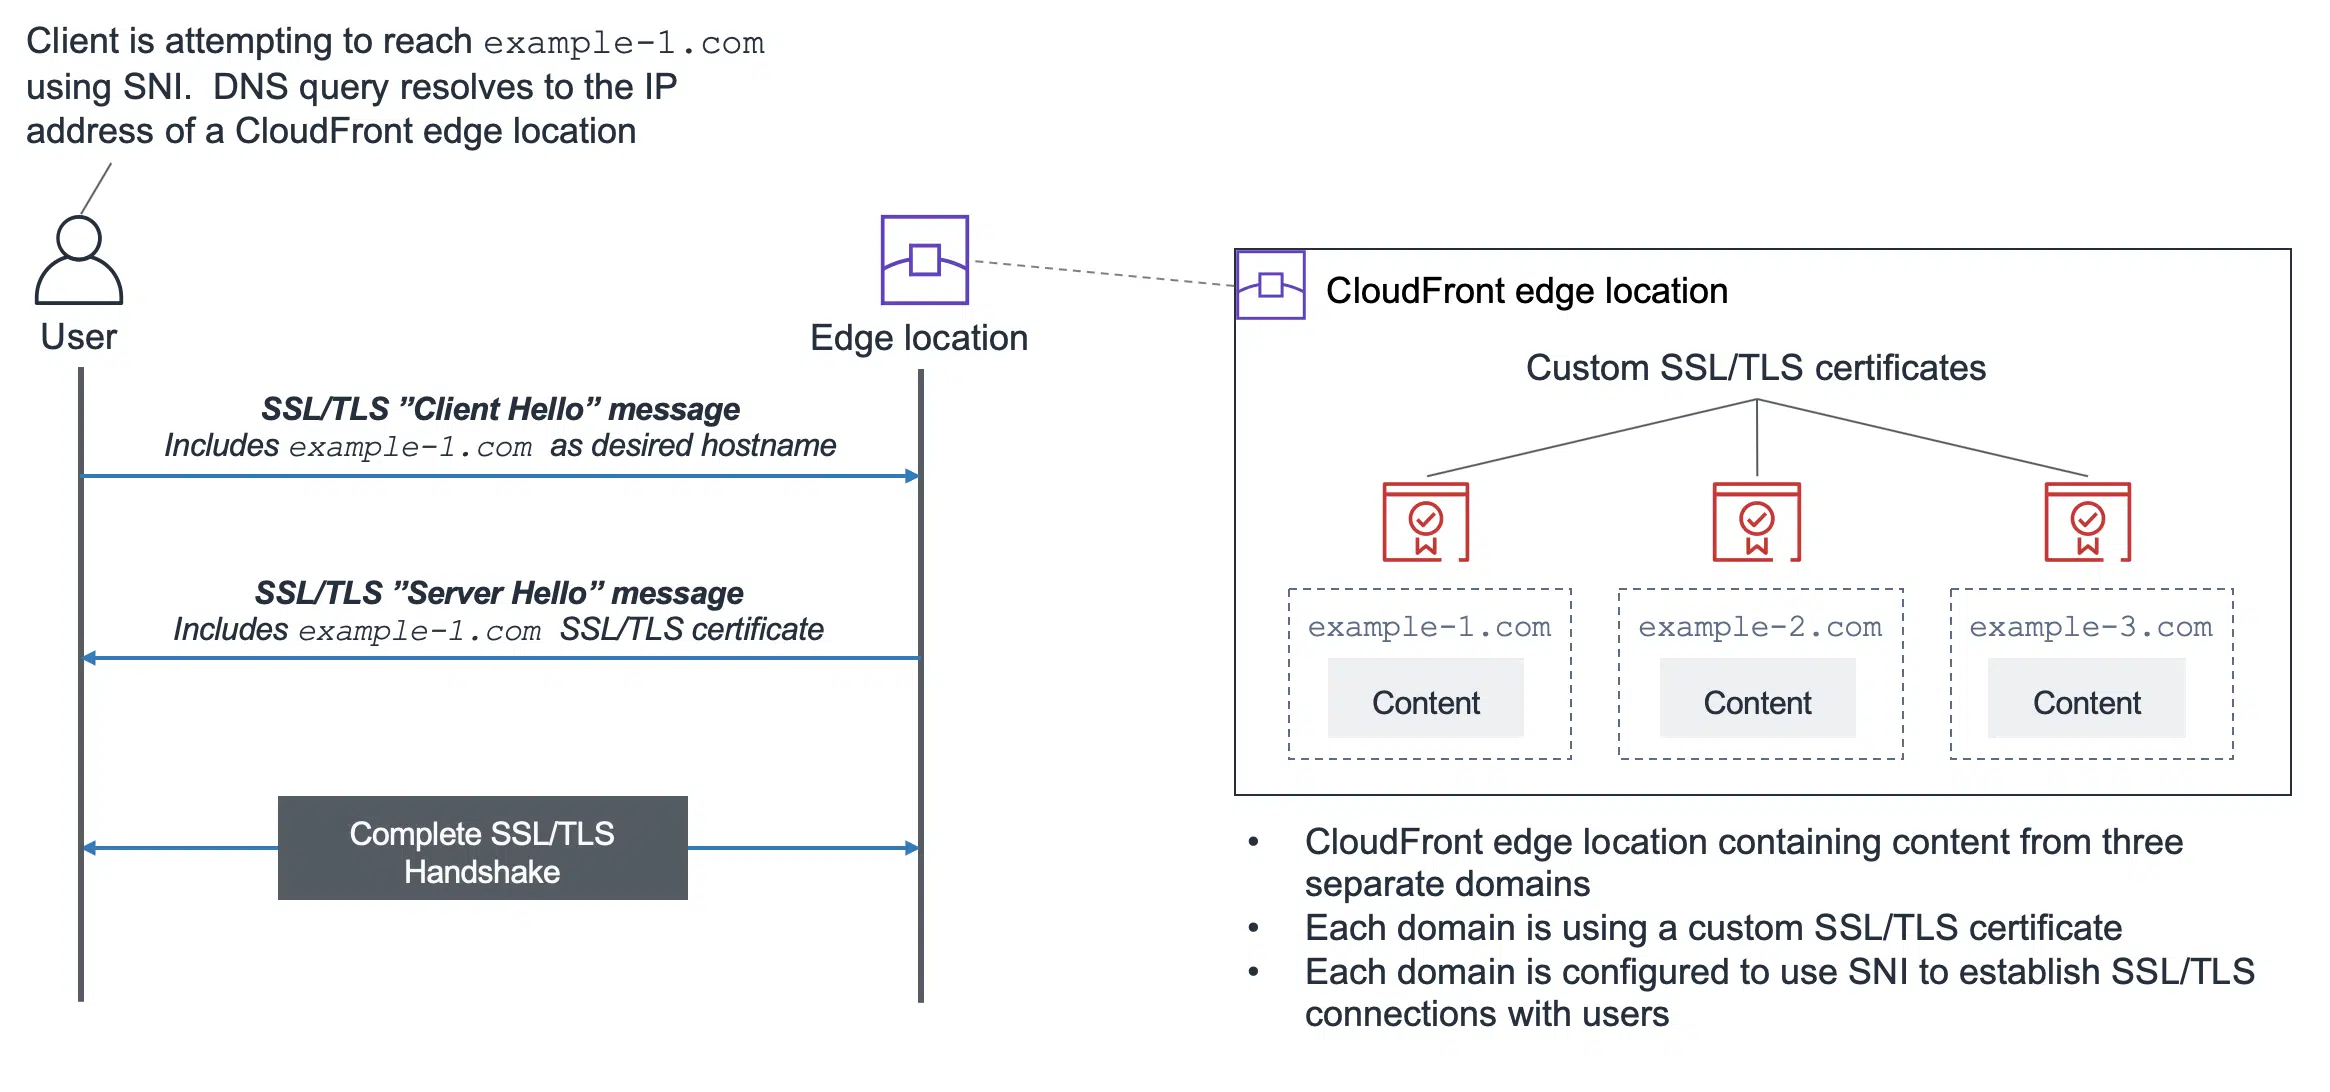 Client is attempting to reach example-1.com
using SNI.  DNS query resolves to the IP
address of a CloudFront edge location
User
Edge location
SSL/TLS ”Client Hello” message
Includes example-1.com as desired hostname
SSL/TLS ”Server Hello” message
Includes example-1.com SSL/TLS certificate
Complete SSL/TLS
Handshake
CloudFront edge location
Custom SSL/TLS certificates
example-1.com
Content
example-2.com
Content
example-3.com
Content
• CloudFront edge location containing content from three
separate domains
• Each domain is using a custom SSL/TLS certificate
• Each domain is configured to use SNI to establish SSL/TLS
connections with users